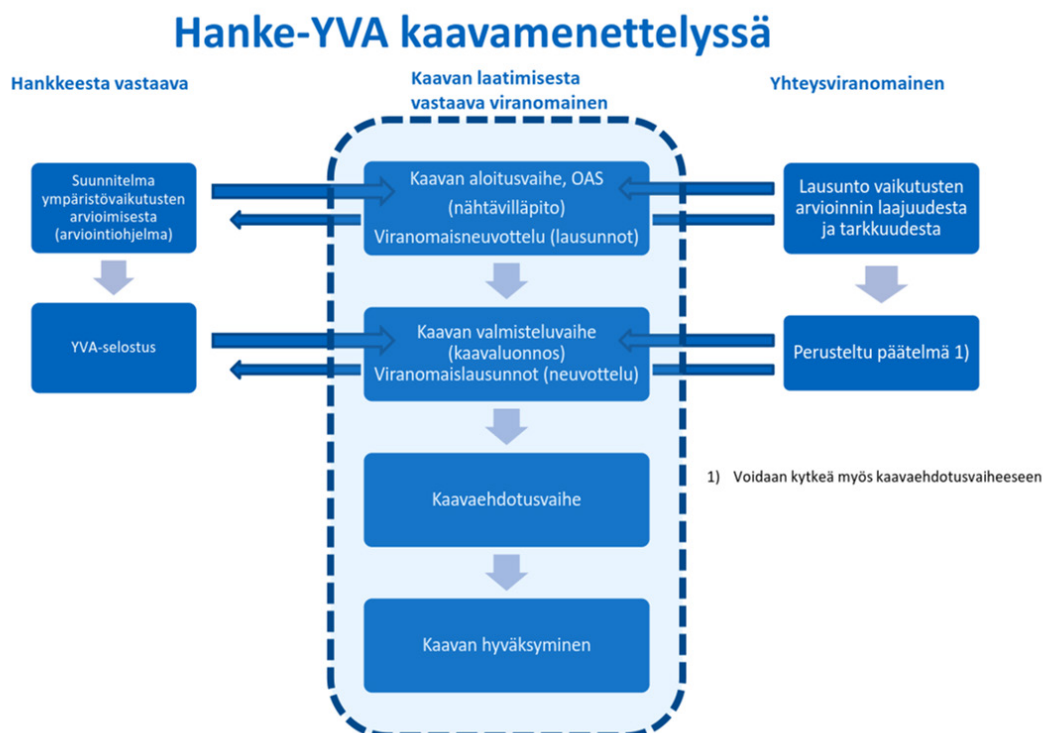 Hanke-YVA kaavamenettelyssä
Hankkeesta vastaava
Kaavan laatimisesta
vastaava viranomainen
Yhteysviranomainen
Suunnitelma
ympäristövaikutusten
arvioimisesta
(arviointiohjelma)
Kaavan aloitusvaihe, OAS
(nähtävilläpito)
Viranomaisneuvottelu (lausunnot)
Lausunto vaikutusten
arvioinnin laajuudesta
ja tarkkuudesta
YVA-selostus
Kaavan valmisteluvaihe
(kaavaluonnos)
Viranomaislausunnot (neuvottelu)
Perusteltu päätelmä 1)
1) Voidaan kytkeä myös kaavaehdotusvaiheeseen
Kaavaehdotusvaihe
Kaavan hyväksyminen